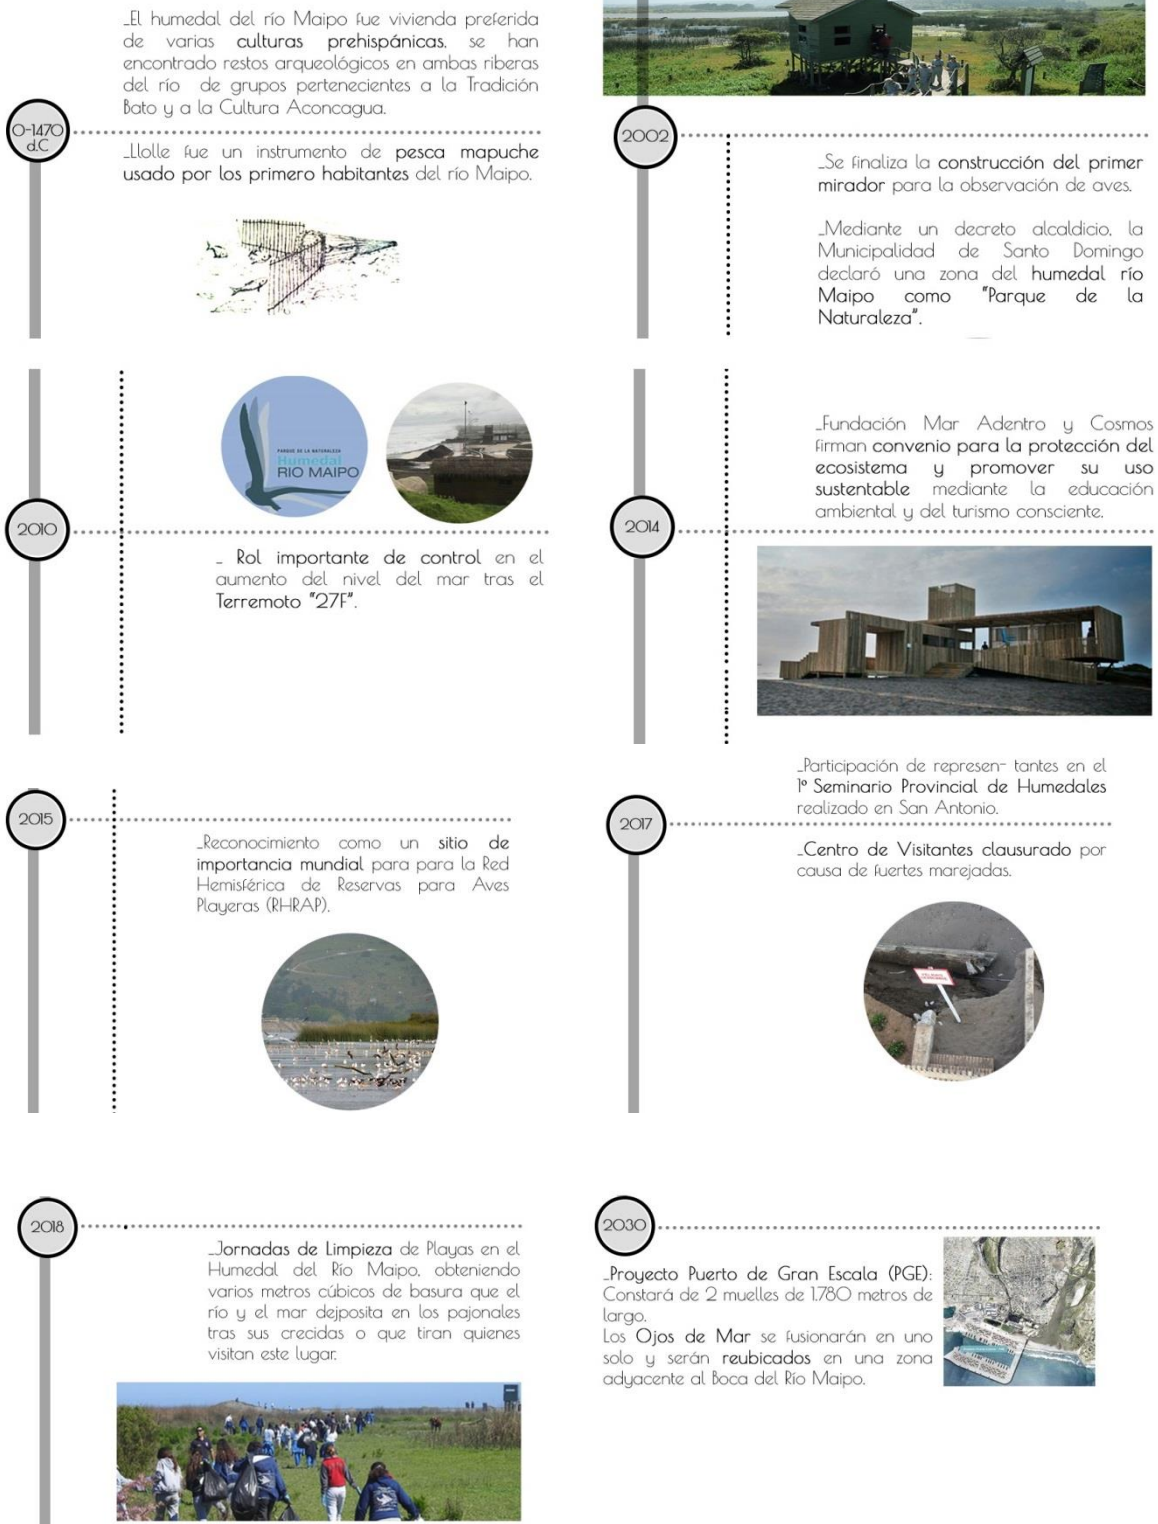 _El humedal del río Maipo fue vivienda preferida
de varias culturas prehispánicas, se han
encontrado restos arqueológicos en ambas riberas
del río de grupos pertenecientes a la Tradición
Bato y a la Cultura Aconcagua.
0-1470
d.C
_Llolle fue un instrumento de pesca mapuche
usado por los primero habitantes del río Maipo.
2002
_Se finaliza la construcción del primer
mirador para la observación de aves.
_Mediante un decreto alcaldicio, la
Municipalidad de Santo Domingo
declaró una zona del humedal río
Maipo como "Parque de la
Naturaleza".
PARQUE DE LA NATURALEZA
Humedal
RIO MAIPO
2010
_ Rol importante de control en el
aumento del nivel del mar tras el
Terremoto "27F".
_Fundación Mar Adentro y Cosmos
firman convenio para la protección del
ecosistema y promover su uso
sustentable mediante la educación
ambiental y del turismo consciente.
2014
2015
_Reconocimiento como un sitio de
importancia mundial para para la Red
Hemisférica de Reservas para Aves
Playeras (RHRAP).
_Participación de represen- tantes en el
1º Seminario Provincial de Humedales
realizado en San Antonio.
2017
_Centro de Visitantes clausurado por
causa de fuertes marejadas.
2018
_Jornadas de Limpieza de Playas en el
Humedal del Río Maipo, obteniendo
varios metros cúbicos de basura que el
río y el mar dejposita en los pajonales
tras sus crecidas o que tiran quienes
visitan este lugar.
2030
_Proyecto Puerto de Gran Escala (PGE):
Constará de 2 muelles de 1.780 metros de
largo.
Los Ojos de Mar se fusionarán en uno
solo y serán reubicados en una zona
adyacente al Boca del Río Maipo.